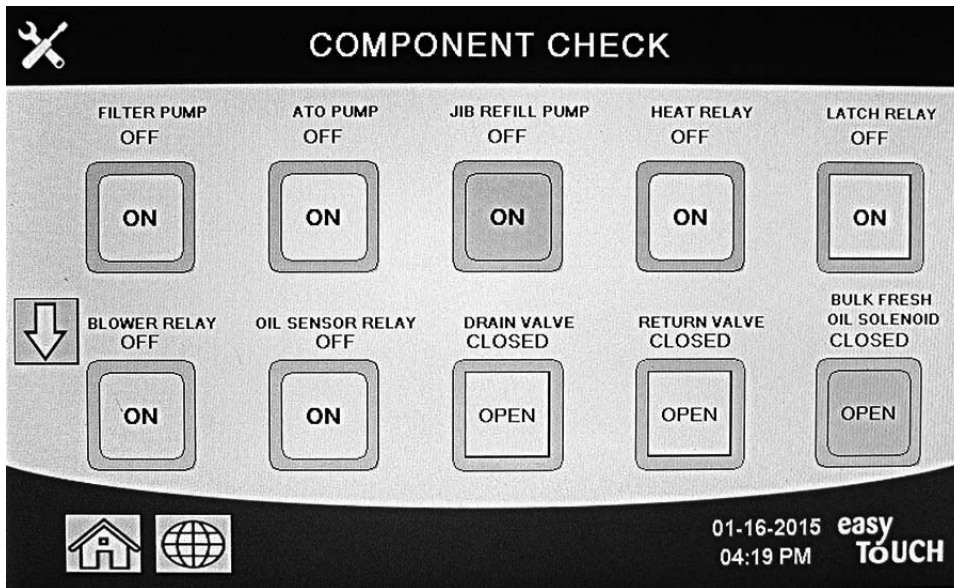 COMPONENT CHECK
FILTER PUMP
OFF
ON
ATO PUMP
OFF
ON
JIB REFILL PUMP
OFF
ON
HEAT RELAY
OFF
ON
LATCH RELAY
OFF
ON
BLOWER RELAY
OFF
ON
OIL SENSOR RELAY
OFF
ON
DRAIN VALVE
CLOSED
OPEN
RETURN VALVE
CLOSED
OPEN
BULK FRESH
OIL SOLENOID
CLOSED
OPEN
01-16-2015
04:19 PM
easy
ToUCH